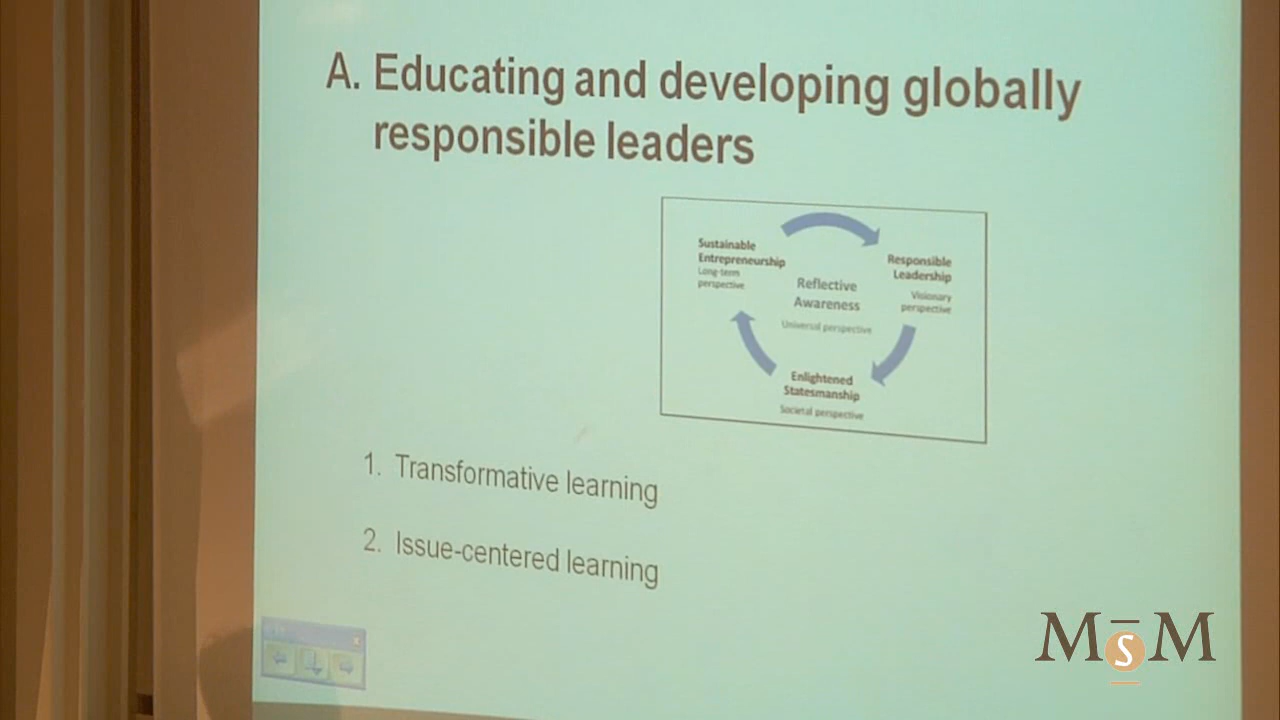 A. Educating and developing globally
responsible leaders
Sustainable
Entrepreneurship
Long-term
perspective
Responsible
Leadership
Visionary
perspective
Reflective
Awareness
Universal perspective
Enlightened
Statesmanship
Societal perspective
1. Transformative learning
2. Issue-centered learning
MSM